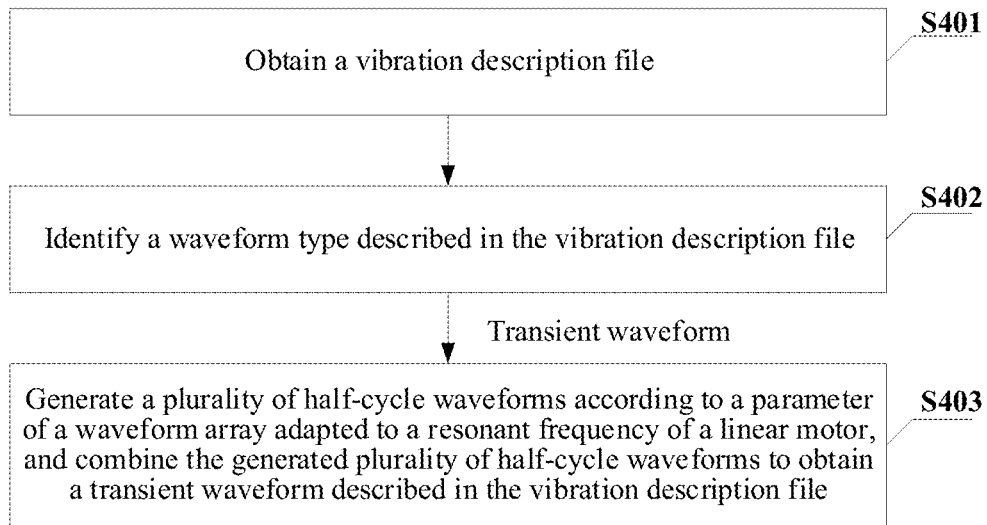 S401
Obtain a vibration description file
S402
Identify a waveform type described in the vibration description file
Transient waveform
S403
Generate a plurality of half-cycle waveforms according to a parameter
of a waveform array adapted to a resonant frequency of a linear motor,
and combine the generated plurality of half-cycle waveforms to obtain
a transient waveform described in the vibration description file